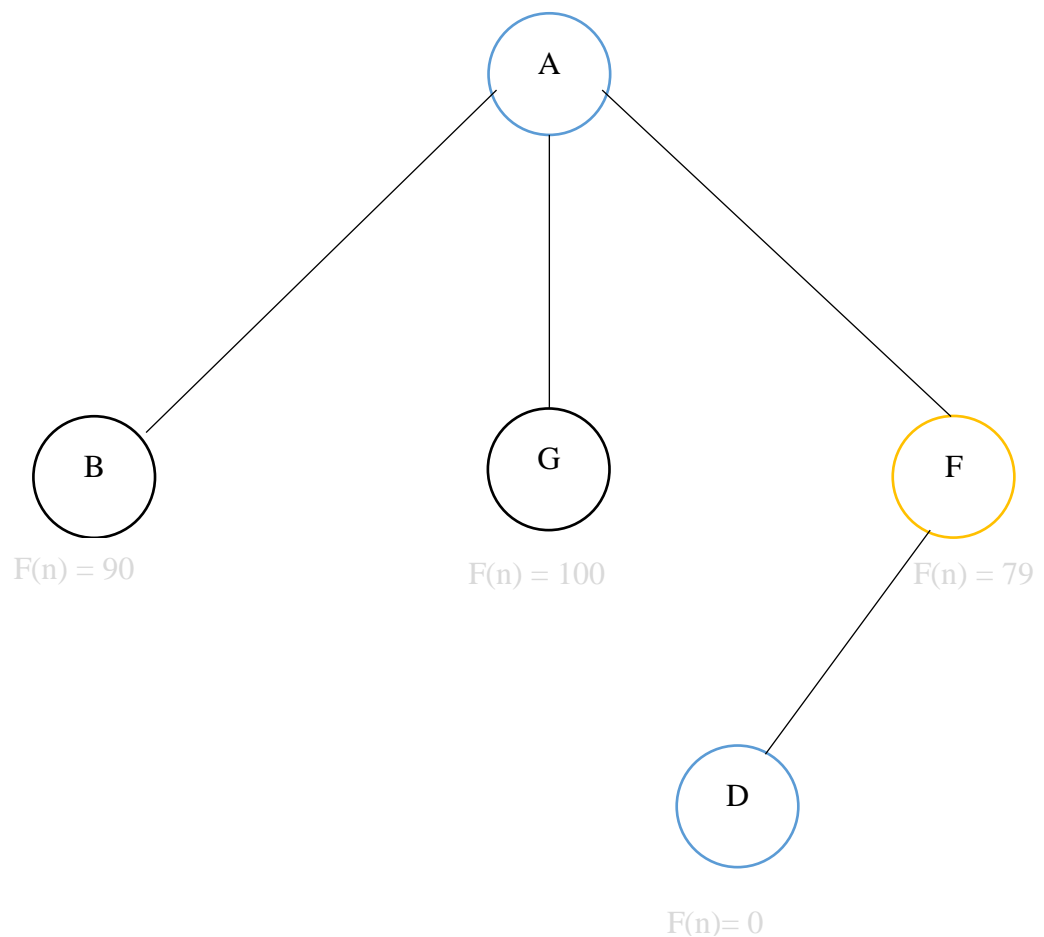 A
B
G
F
F(n) = 90
F(n) = 100
F(n) = 79
D
F(n)= 0